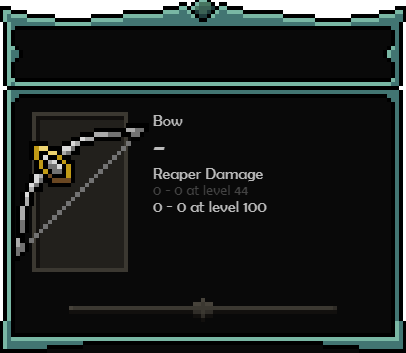 Bow
–
Reaper Damage
0 - 0 at level 44
0 - 0 at level 100